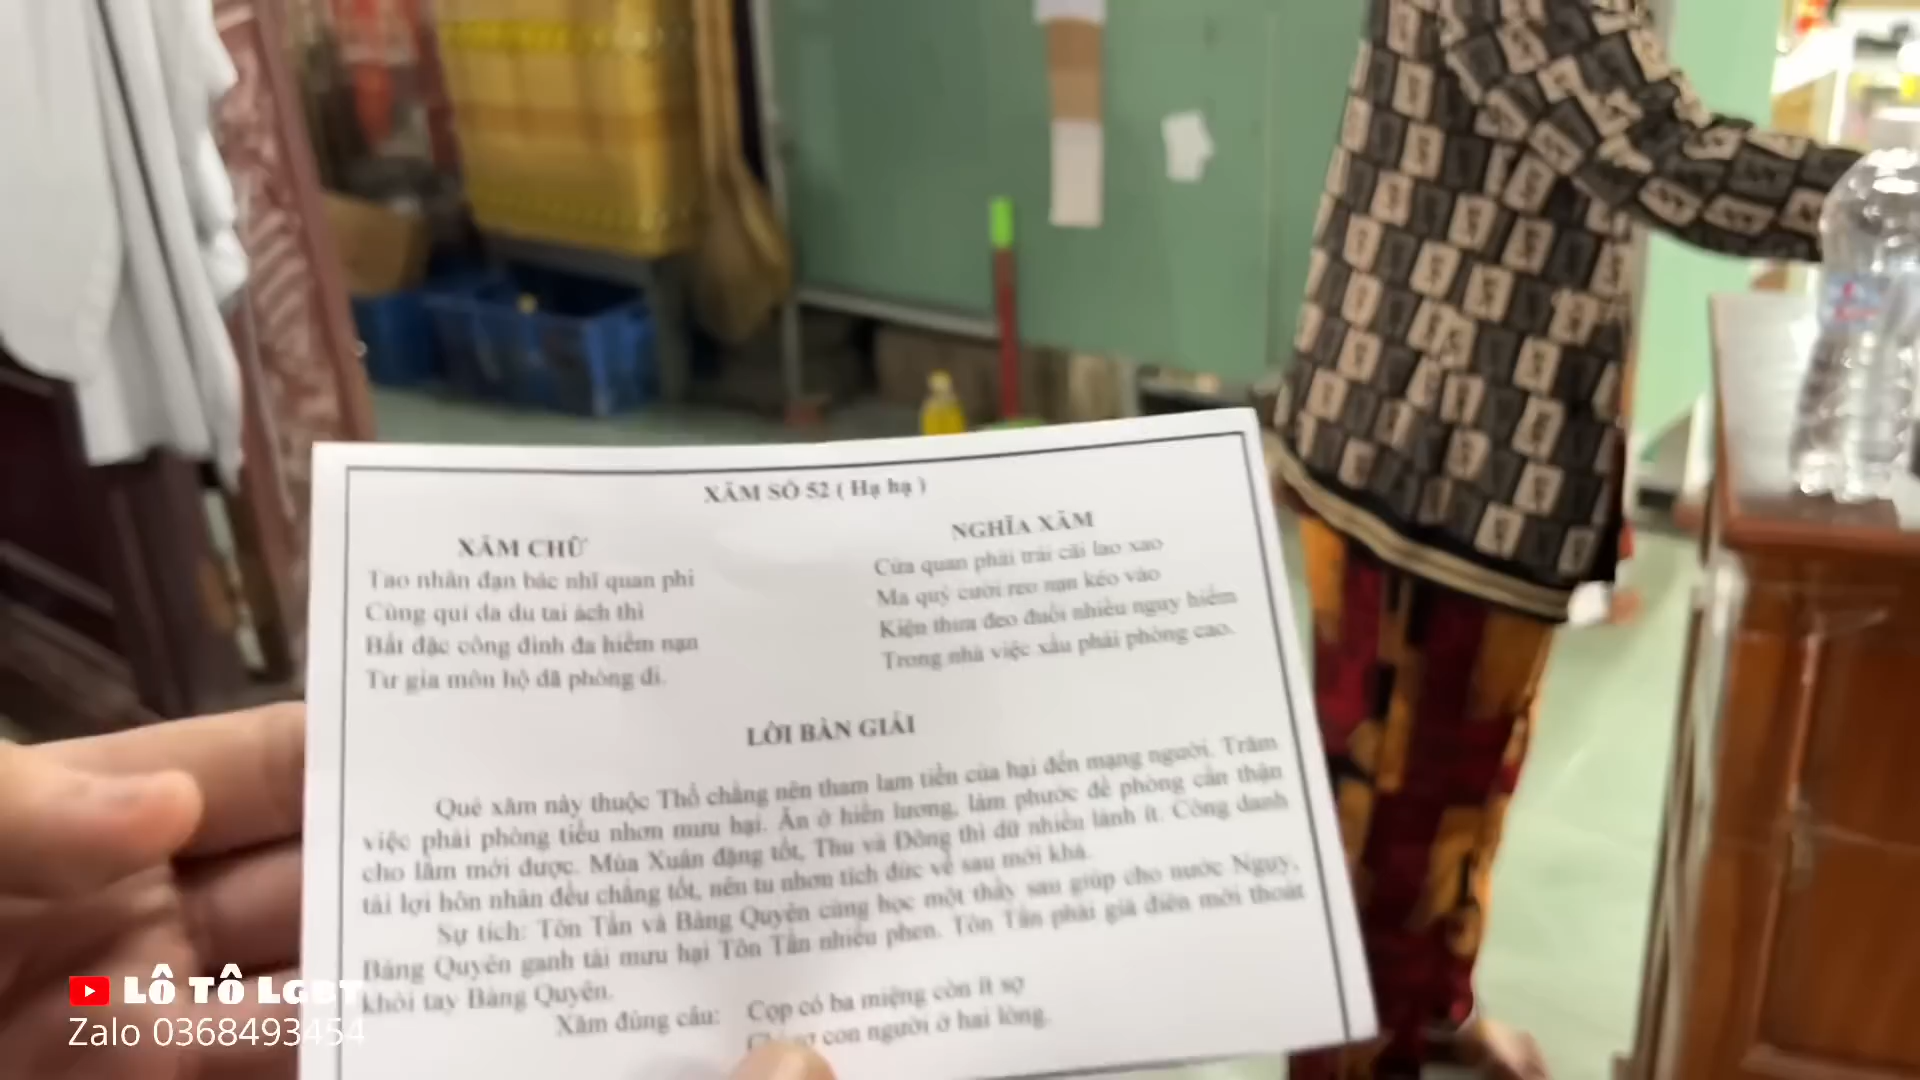 XĂM SỐ 52 ( Hạ hạ )
XĂM CHỮ
Tao nhân đạn bác nhĩ quan phi
Cũng quí da du tai ách thì
Bất đặc công đình đa hiểm nạn
Tư gia môn hộ dã phòng đi.
NGHĨA XĂM
Cửa quan phải trái cãi lao xao
Ma quỷ cười reo nạn kéo vào
Kiện thưa đeo đuổi nhiều nguy hiểm
Trong nhà việc xấu phải phòng cao.
LỜI BÀN GIẢI
Quẻ xăm này thuộc Thổ chẳng nên tham lam tiền của hại đến mạng người. Trăm
việc phải phòng tiểu nhơn mưu hại. Ăn ở hiền lương, làm phước đề phòng cẩn thận
cho lắm mới được. Mùa Xuân đặng tốt, Thu và Đông thì dữ nhiều lành ít. Công danh
tài lợi hôn nhân đều chẳng tốt, nên tu nhơn tích đức về sau mới khá.
Sự tích: Tôn Tẫn và Bàng Quyên cùng học một thầy sau giúp cho nước Nguỵ,
Bàng Quyên ganh tài mưu hại Tôn Tẫn nhiều phen. Tôn Tẫn phải giả điên mới thoát
khỏi tay Bàng Quyên.
Xăm đúng câu: Cọp có ba miệng còn ít sợ
con người ở hai lòng.
LÔ TÔ LGBT
Zalo 0368493454